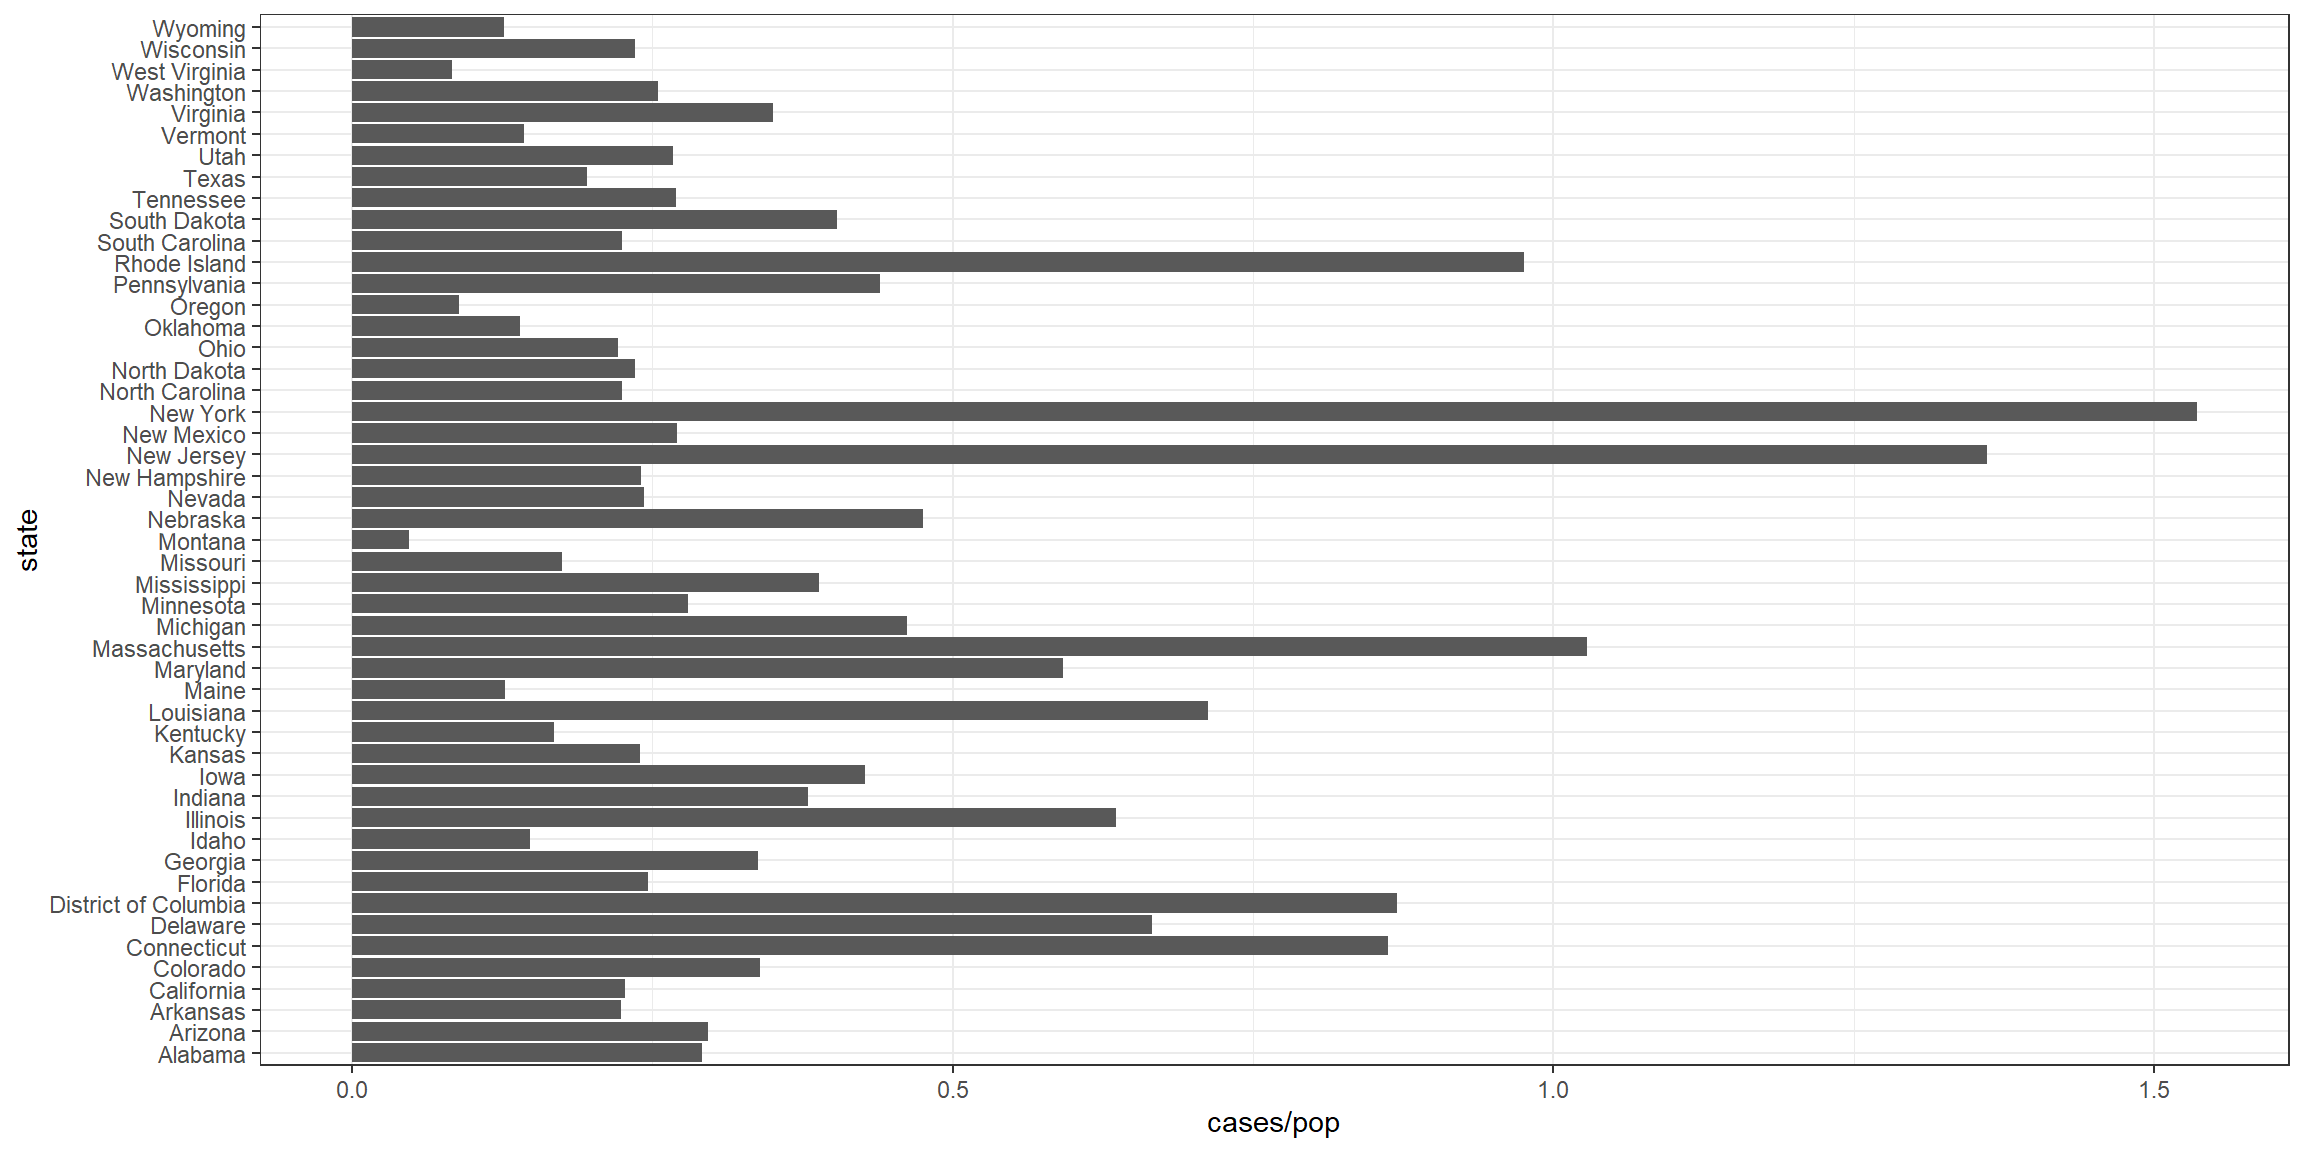 Wyoming
Wisconsin
West Virginia
Washington
Virginia
Vermont
Utah
Texas
Tennessee
South Dakota
South Carolina
Rhode Island
Pennsylvania
Oregon
Oklahoma
Ohio
North Dakota
North Carolina
New York
New Mexico
New Jersey
New Hampshire
Nevada
Nebraska
Montana
Missouri
Mississippi
Minnesota
Michigan
Massachusetts
Maryland
Maine
Louisiana
Kentucky
Kansas
Iowa
Indiana
Illinois
Idaho
Georgia
Florida
District of Columbia
Delaware
Connecticut
Colorado
California
Arkansas
Arizona
Alabama
state
0.0 0.5 1.0 1.5
cases/pop